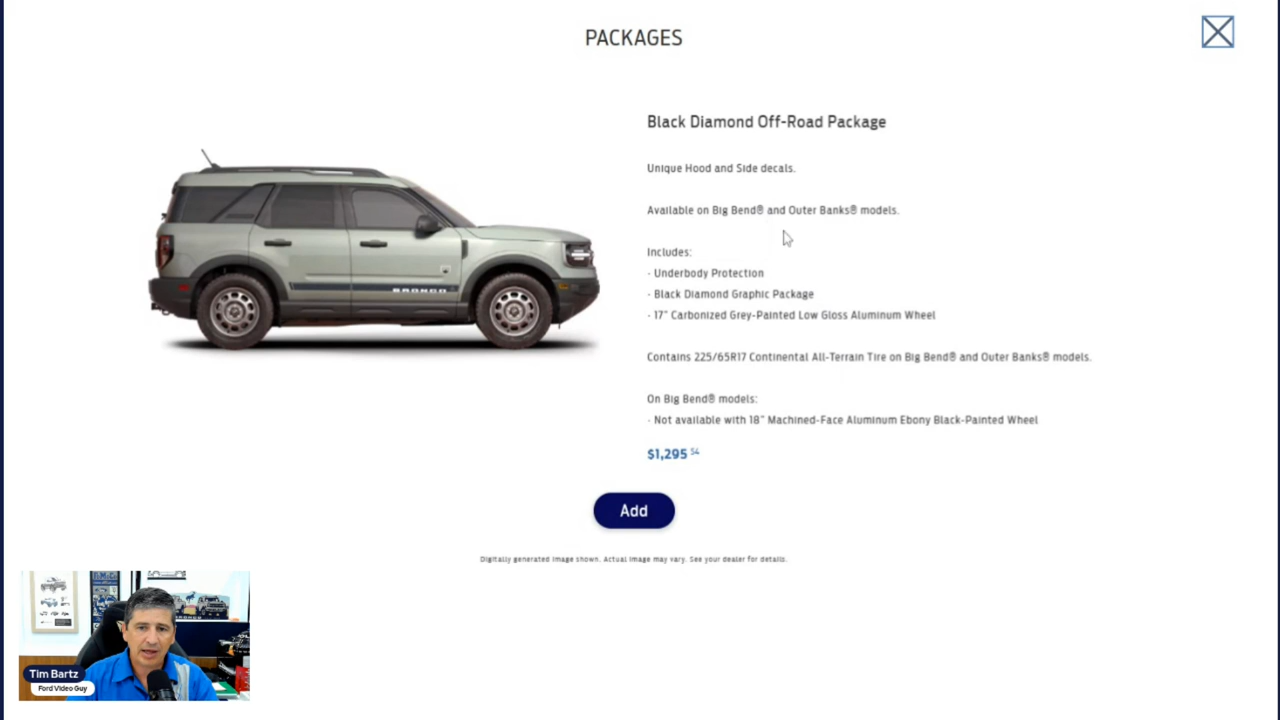 PACKAGES
Black Diamond Off-Road Package
Unique Hood and Side decals.
Available on Big Bend® and Outer Banks® models.
Includes:
- Underbody Protection
- Black Diamond Graphic Package
- 17" Carbonized Grey-Painted Low Gloss Aluminum Wheel
Contains 225/65R17 Continental All-Terrain Tire on Big Bend® and Outer Banks® models.
On Big Bend® models:
- Not available with 18" Machined-Face Aluminum Ebony Black-Painted Wheel
$1,295 54
Add
Digitally generated image shown. Actual image may vary. See your dealer for details.
BRONCO
Tim Bartz
Ford Video Guy